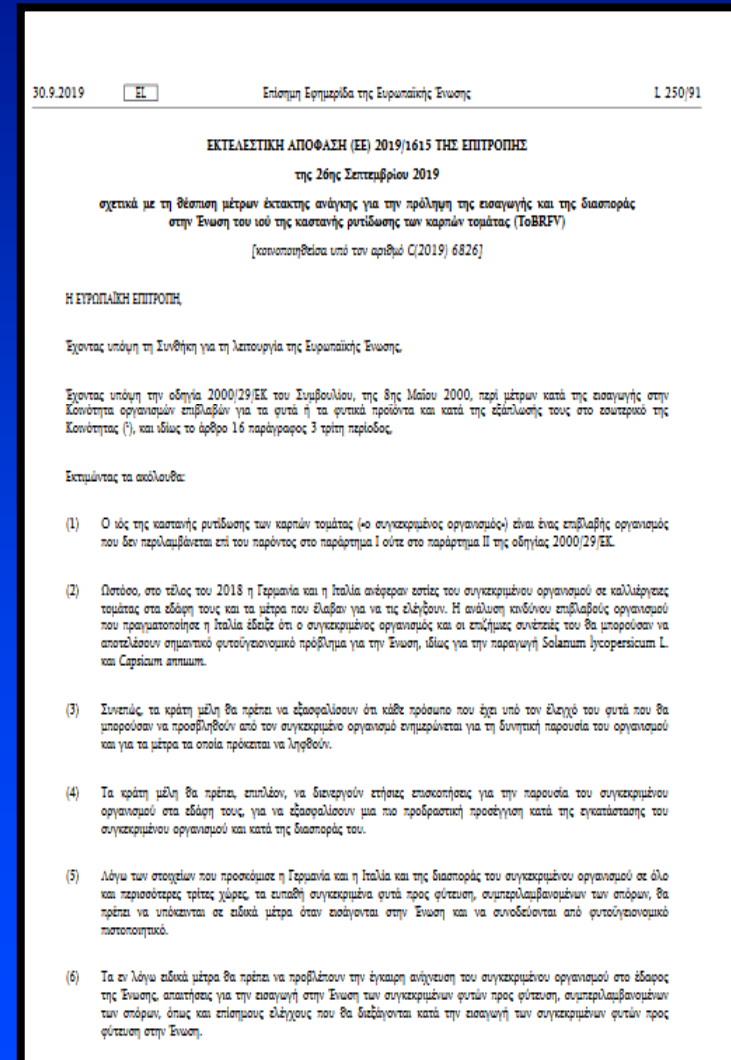 30.9.2019 EL Επίσημη Εφημερίδα της Ευρωπαϊκής Ένωσης L 250/91
ΕΚΤΕΛΕΣΤΙΚΗ ΑΠΟΦΑΣΗ (ΕΕ) 2019/1615 ΤΗΣ ΕΠΙΤΡΟΠΗΣ
της 26ης Σεπτεμβρίου 2019
σχετικά με τη θέσπιση μέτρων έκτακτης ανάγκης για την πρόληψη της εισαγωγής και της διασποράς
στην Ένωση του ιού της καστανής ρυτίδωσης των καρπών τομάτας (ToBRFV)
[κοινοποιηθείσα υπό τον αριθμό C(2019) 6826]
Η ΕΥΡΩΠΑΪΚΗ ΕΠΙΤΡΟΠΗ,
Έχοντας υπόψη τη Συνθήκη για τη λειτουργία της Ευρωπαϊκής Ένωσης,
Έχοντας υπόψη την οδηγία 2000/29/ΕΚ του Συμβουλίου, της 8ης Μαΐου 2000, περί μέτρων κατά της εισαγωγής στην
Κοινότητα οργανισμών επιβλαβών για τα φυτά ή τα φυτικά προϊόντα και κατά της εξάπλωσής τους στο εσωτερικό της
Κοινότητας (¹), και ιδίως το άρθρο 16 παράγραφος 3 τρίτη περίοδος,
Εκτιμώντας τα ακόλουθα:
(1) Ο ιός της καστανής ρυτίδωσης των καρπών τομάτας («ο συγκεκριμένος οργανισμός») είναι ένας επιβλαβής οργανισμός
που δεν περιλαμβάνεται επί του παρόντος στο παράρτημα I ούτε στο παράρτημα II της οδηγίας 2000/29/ΕΚ.
(2) Ωστόσο, στο τέλος του 2018 η Γερμανία και η Ιταλία ανέφεραν εστίες του συγκεκριμένου οργανισμού σε καλλιέργειες
τομάτας στα εδάφη τους και τα μέτρα που έλαβαν για να τις ελέγξουν. Η ανάλυση κινδύνου επιβλαβούς οργανισμού
που πραγματοποίησε η Ιταλία έδειξε ότι ο συγκεκριμένος οργανισμός και οι επιζήμιες συνέπειές του θα μπορούσαν να
αποτελέσουν σημαντικό φυτοϋγειονομικό πρόβλημα για την Ένωση, ιδίως για την παραγωγή Solanum lycopersicum L.
και Capsicum annuum.
(3) Συνεπώς, τα κράτη μέλη θα πρέπει να εξασφαλίσουν ότι κάθε πρόσωπο που έχει υπό τον έλεγχό του φυτά που θα
μπορούσαν να προσβληθούν από τον συγκεκριμένο οργανισμό ενημερώνεται για τη δυνητική παρουσία του οργανισμού
και για τα μέτρα τα οποία πρόκειται να ληφθούν.
(4) Τα κράτη μέλη θα πρέπει, επιπλέον, να διενεργούν ετήσιες επισκοπήσεις για την παρουσία του συγκεκριμένου
οργανισμού στα εδάφη τους, για να εξασφαλίσουν μια πιο προδραστική προσέγγιση κατά της εγκατάστασης του
συγκεκριμένου οργανισμού και κατά της διασποράς του.
(5) Λόγω των στοιχείων που προσκόμισε η Γερμανία και η Ιταλία και της διασποράς του συγκεκριμένου οργανισμού σε όλο
και περισσότερες τρίτες χώρες, τα ευπαθή συγκεκριμένα φυτά προς φύτευση, συμπεριλαμβανομένων των σπόρων, θα
πρέπει να υπόκεινται σε ειδικά μέτρα όταν εισάγονται στην Ένωση και να συνοδεύονται από φυτοϋγειονομικό
πιστοποιητικό.
(6) Τα εν λόγω ειδικά μέτρα θα πρέπει να προβλέπουν την έγκαιρη ανίχνευση του συγκεκριμένου οργανισμού στο έδαφος
της Ένωσης, απαιτήσεις για την εισαγωγή στην Ένωση των συγκεκριμένων φυτών προς φύτευση, συμπεριλαμβανομένων
των σπόρων, όπως και επίσημους ελέγχους που θα διεξάγονται κατά την εισαγωγή των συγκεκριμένων φυτών προς
φύτευση στην Ένωση.